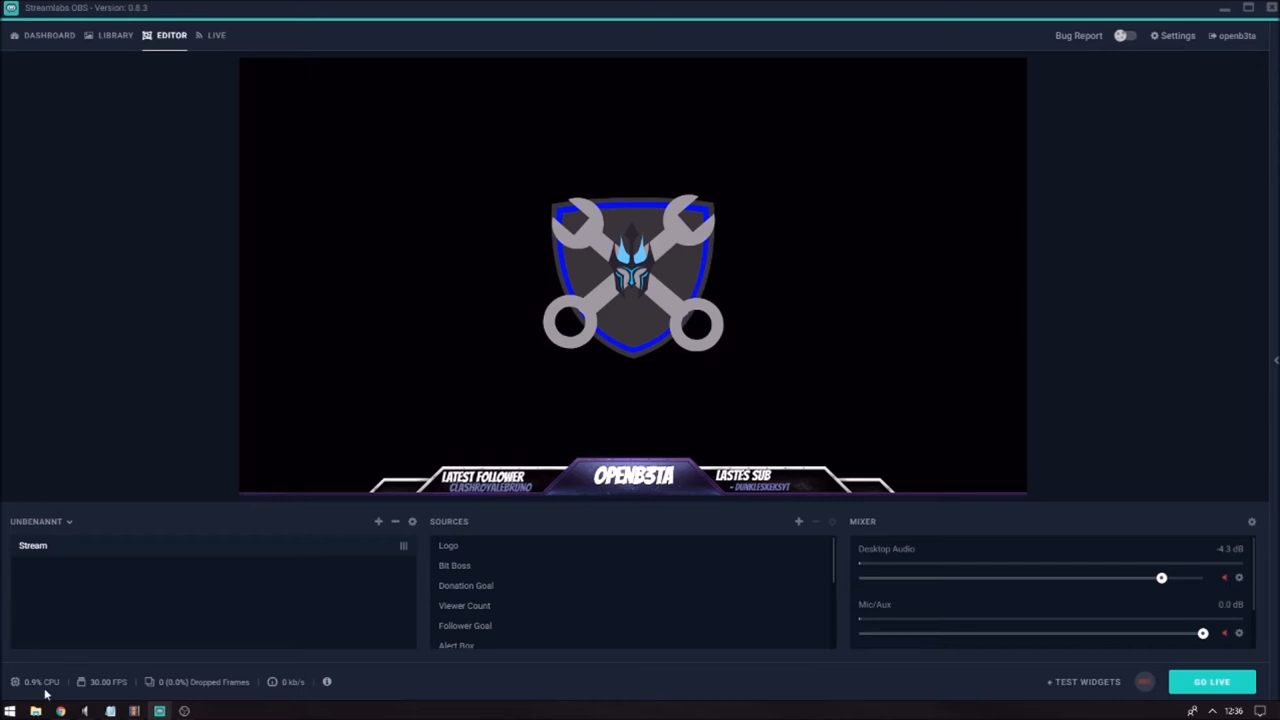 Streamlabs OBS - Version: 0.8.3
DASHBOARD LIBRARY EDITOR LIVE
Bug Report Settings openb3ta
LATEST FOLLOWER
CLASHROYALEBRUNO
OPENB3TA
LASTES SUB
- DUNKLESKEKSYT
UNBENANNT
Stream
SOURCES
Logo
Bit Boss
Donation Goal
Viewer Count
Follower Goal
Alert Box
MIXER
Desktop Audio -4.3 dB
Mic/Aux 0.0 dB
0.9% CPU 30.00 FPS 0 (0.0%) Dropped Frames 0 kb/s
+ TEST WIDGETS
REC
GO LIVE
12:36